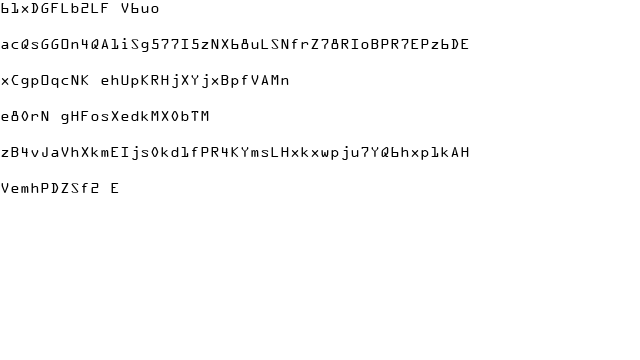 61xDGFLb2LF V6uo
acQsGGOn4QA1iSg577I5zNX68uLSNfrZ78RIoBPR7EPz6DE
xCgpOqcNK ehUpKRHjXYjxBpfVAMn
e80rN gHFosXedkMX0bTM
zB4vJaVhXkmEIjs0kd1fPR4KYmsLHxkxwpju7YQ6hxp1kAH
VemhPDZSf2 E